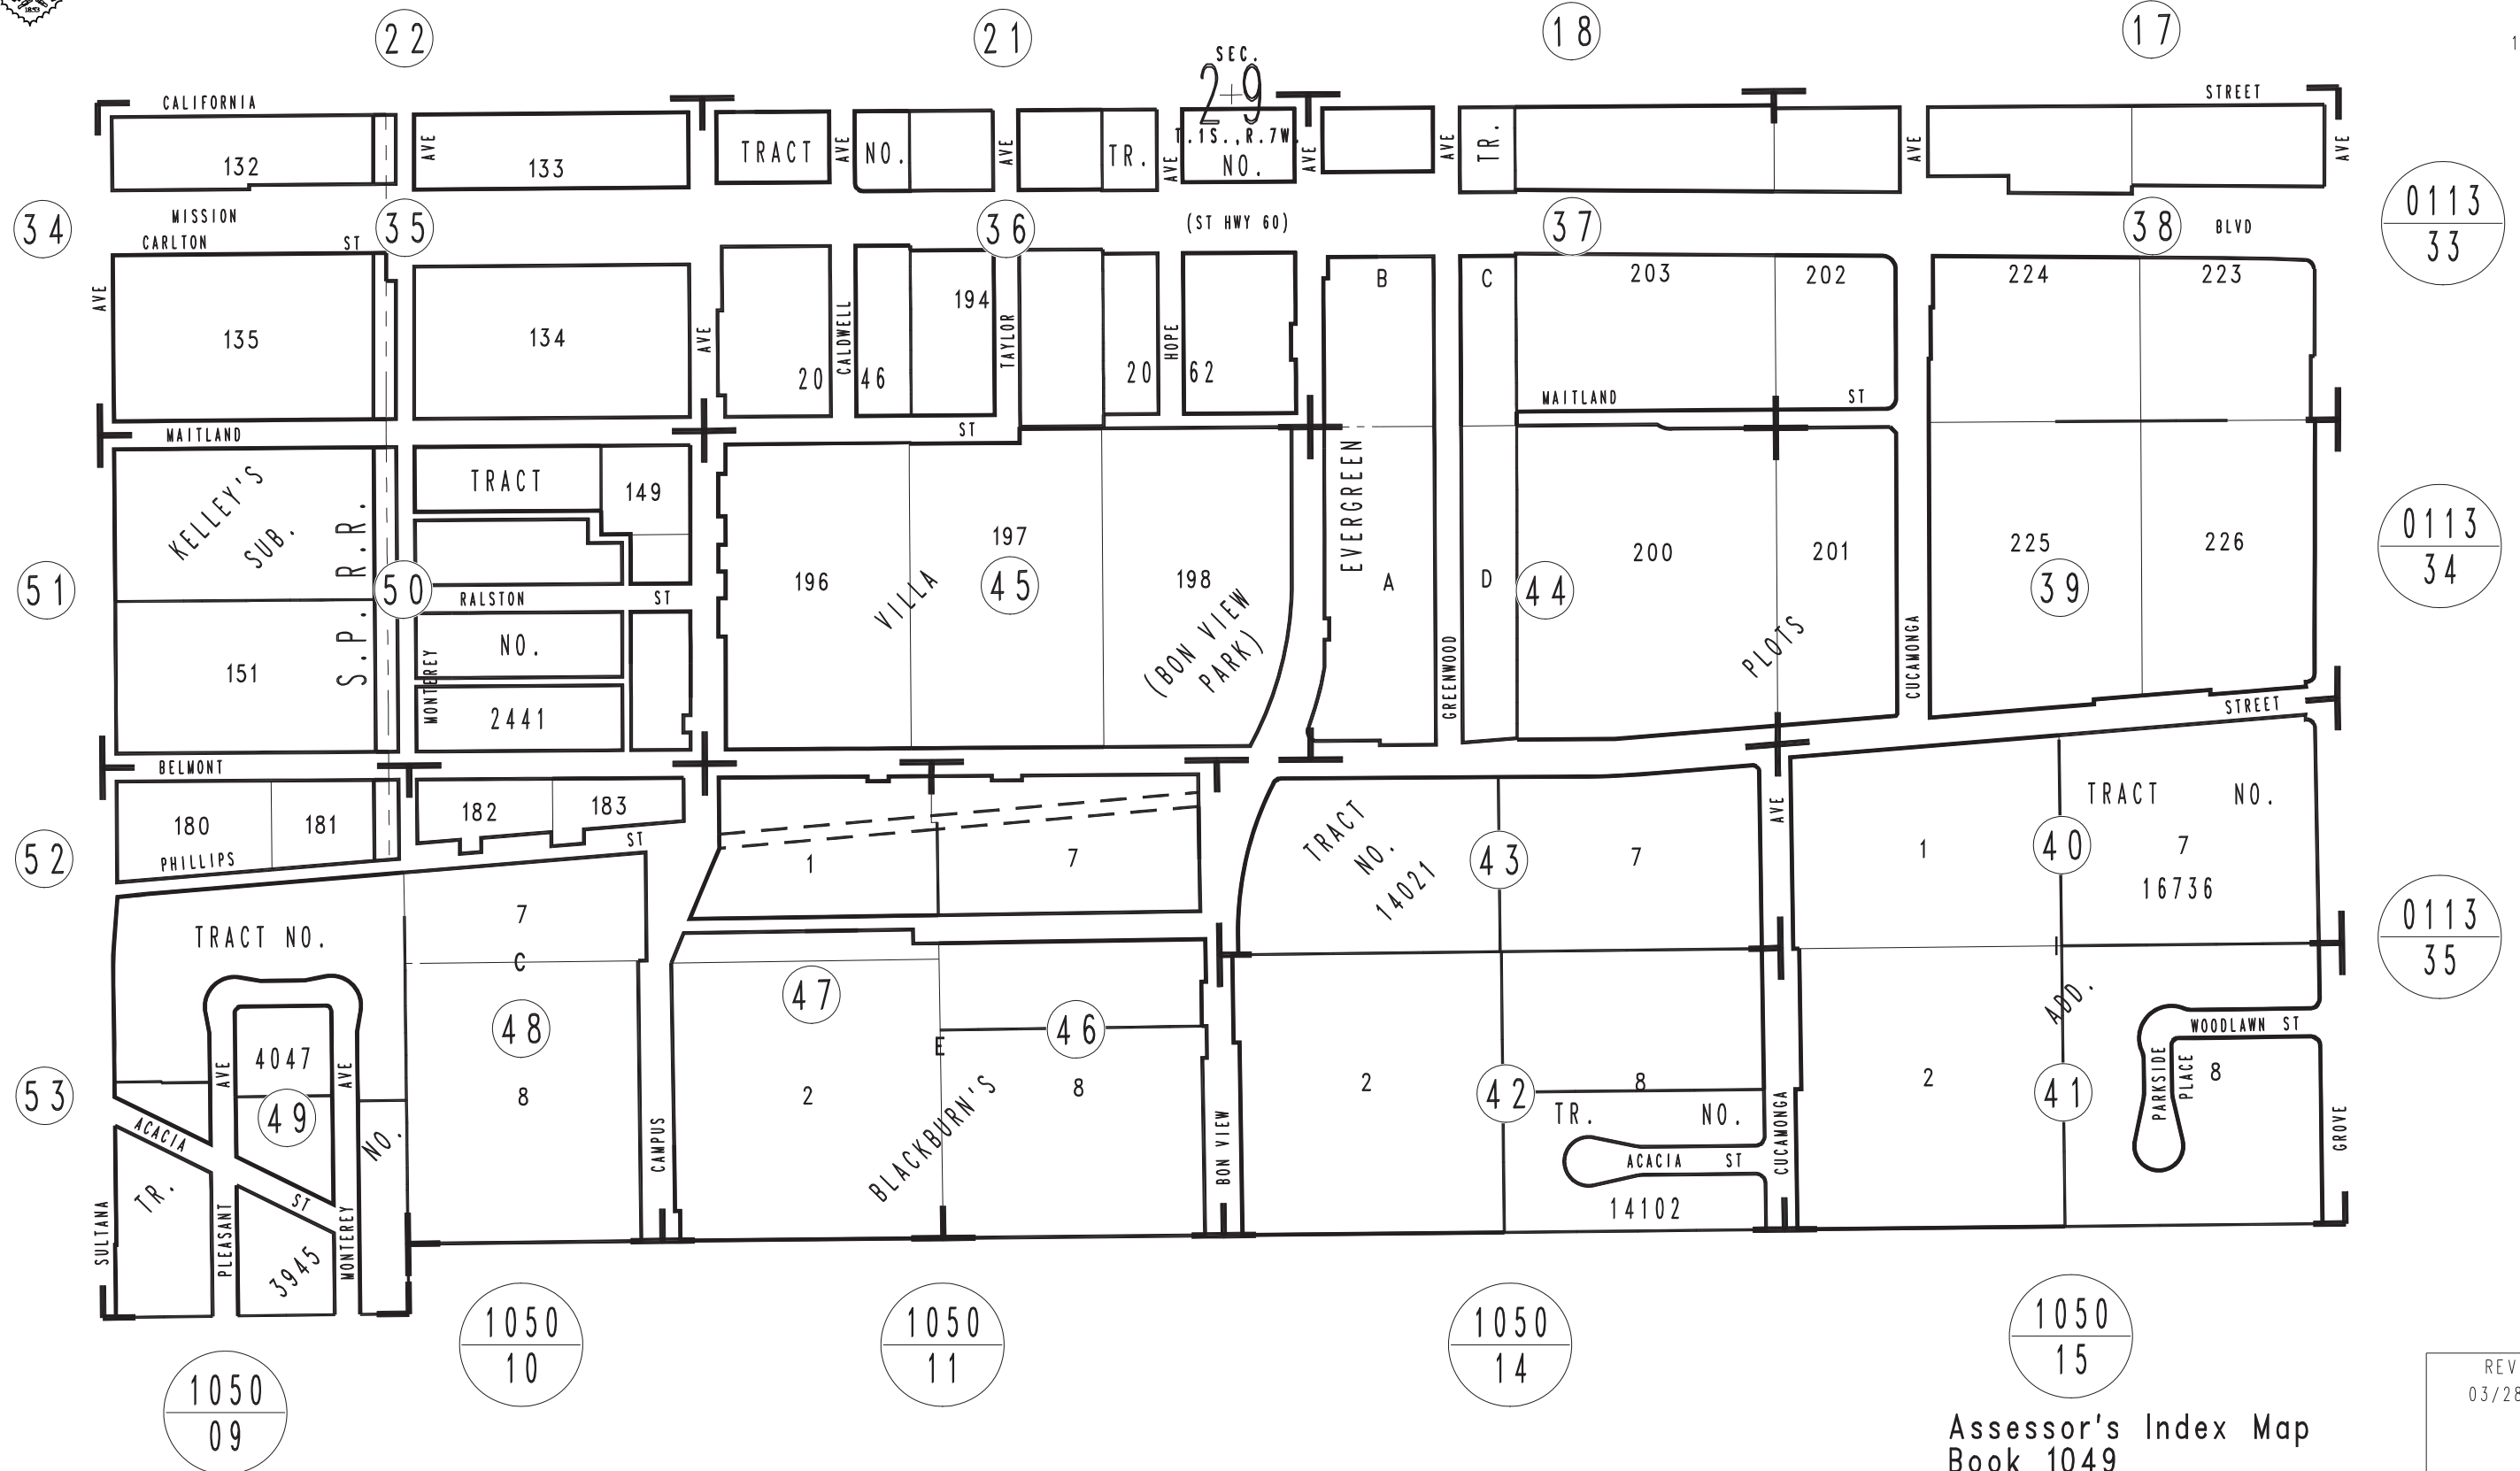 1853
22
21
18
17
1
SEC.
29
T.1S.,R.7W.
CALIFORNIA
STREET
132
AVE
133
TRACT
AVE
NO.
AVE
TR.
AVE
NO.
AVE
AVE
TR.
AVE
AVE
34
MISSION
35
36
(ST HWY 60)
37
38
BLVD
0113
33
CARLTON
ST
AVE
135
134
AVE
CALDWELL
194
TAYLOR
HOPE
20
46
20
62
B
C
203
202
224
223
MAITLAND
ST
MAITLAND
ST
KELLEY'S
SUB.
S.P. R.R.
TRACT
149
51
50
RALSTON
ST
NO.
151
MONTEREY
2441
196
VILLA
197
45
198
(BON VIEW
PARK)
EVERGREEN
A
GREENWOOD
D
44
200
201
PLOTS
CUCAMONGA
225
226
39
0113
34
STREET
BELMONT
180
181
182
183
52
PHILLIPS
ST
1
7
TRACT
NO.
14021
43
7
AVE
1
40
TRACT NO.
7
16736
0113
35
TRACT NO.
7
C
48
8
47
46
E
2
8
BLACKBURN'S
2
42
8
TR. NO.
ACACIA ST
14102
2
41
ADD.
WOODLAWN ST
PARKSIDE
PLACE
8
GROVE
53
AVE
4047
AVE
49
ACACIA
ST
NO.
TR.
SULTANA
PLEASANT
3945
MONTEREY
CAMPUS
BON VIEW
CUCAMONGA
1050
09
1050
10
1050
11
1050
14
1050
15
REV
03/28
Assessor's Index Map
Book 1049